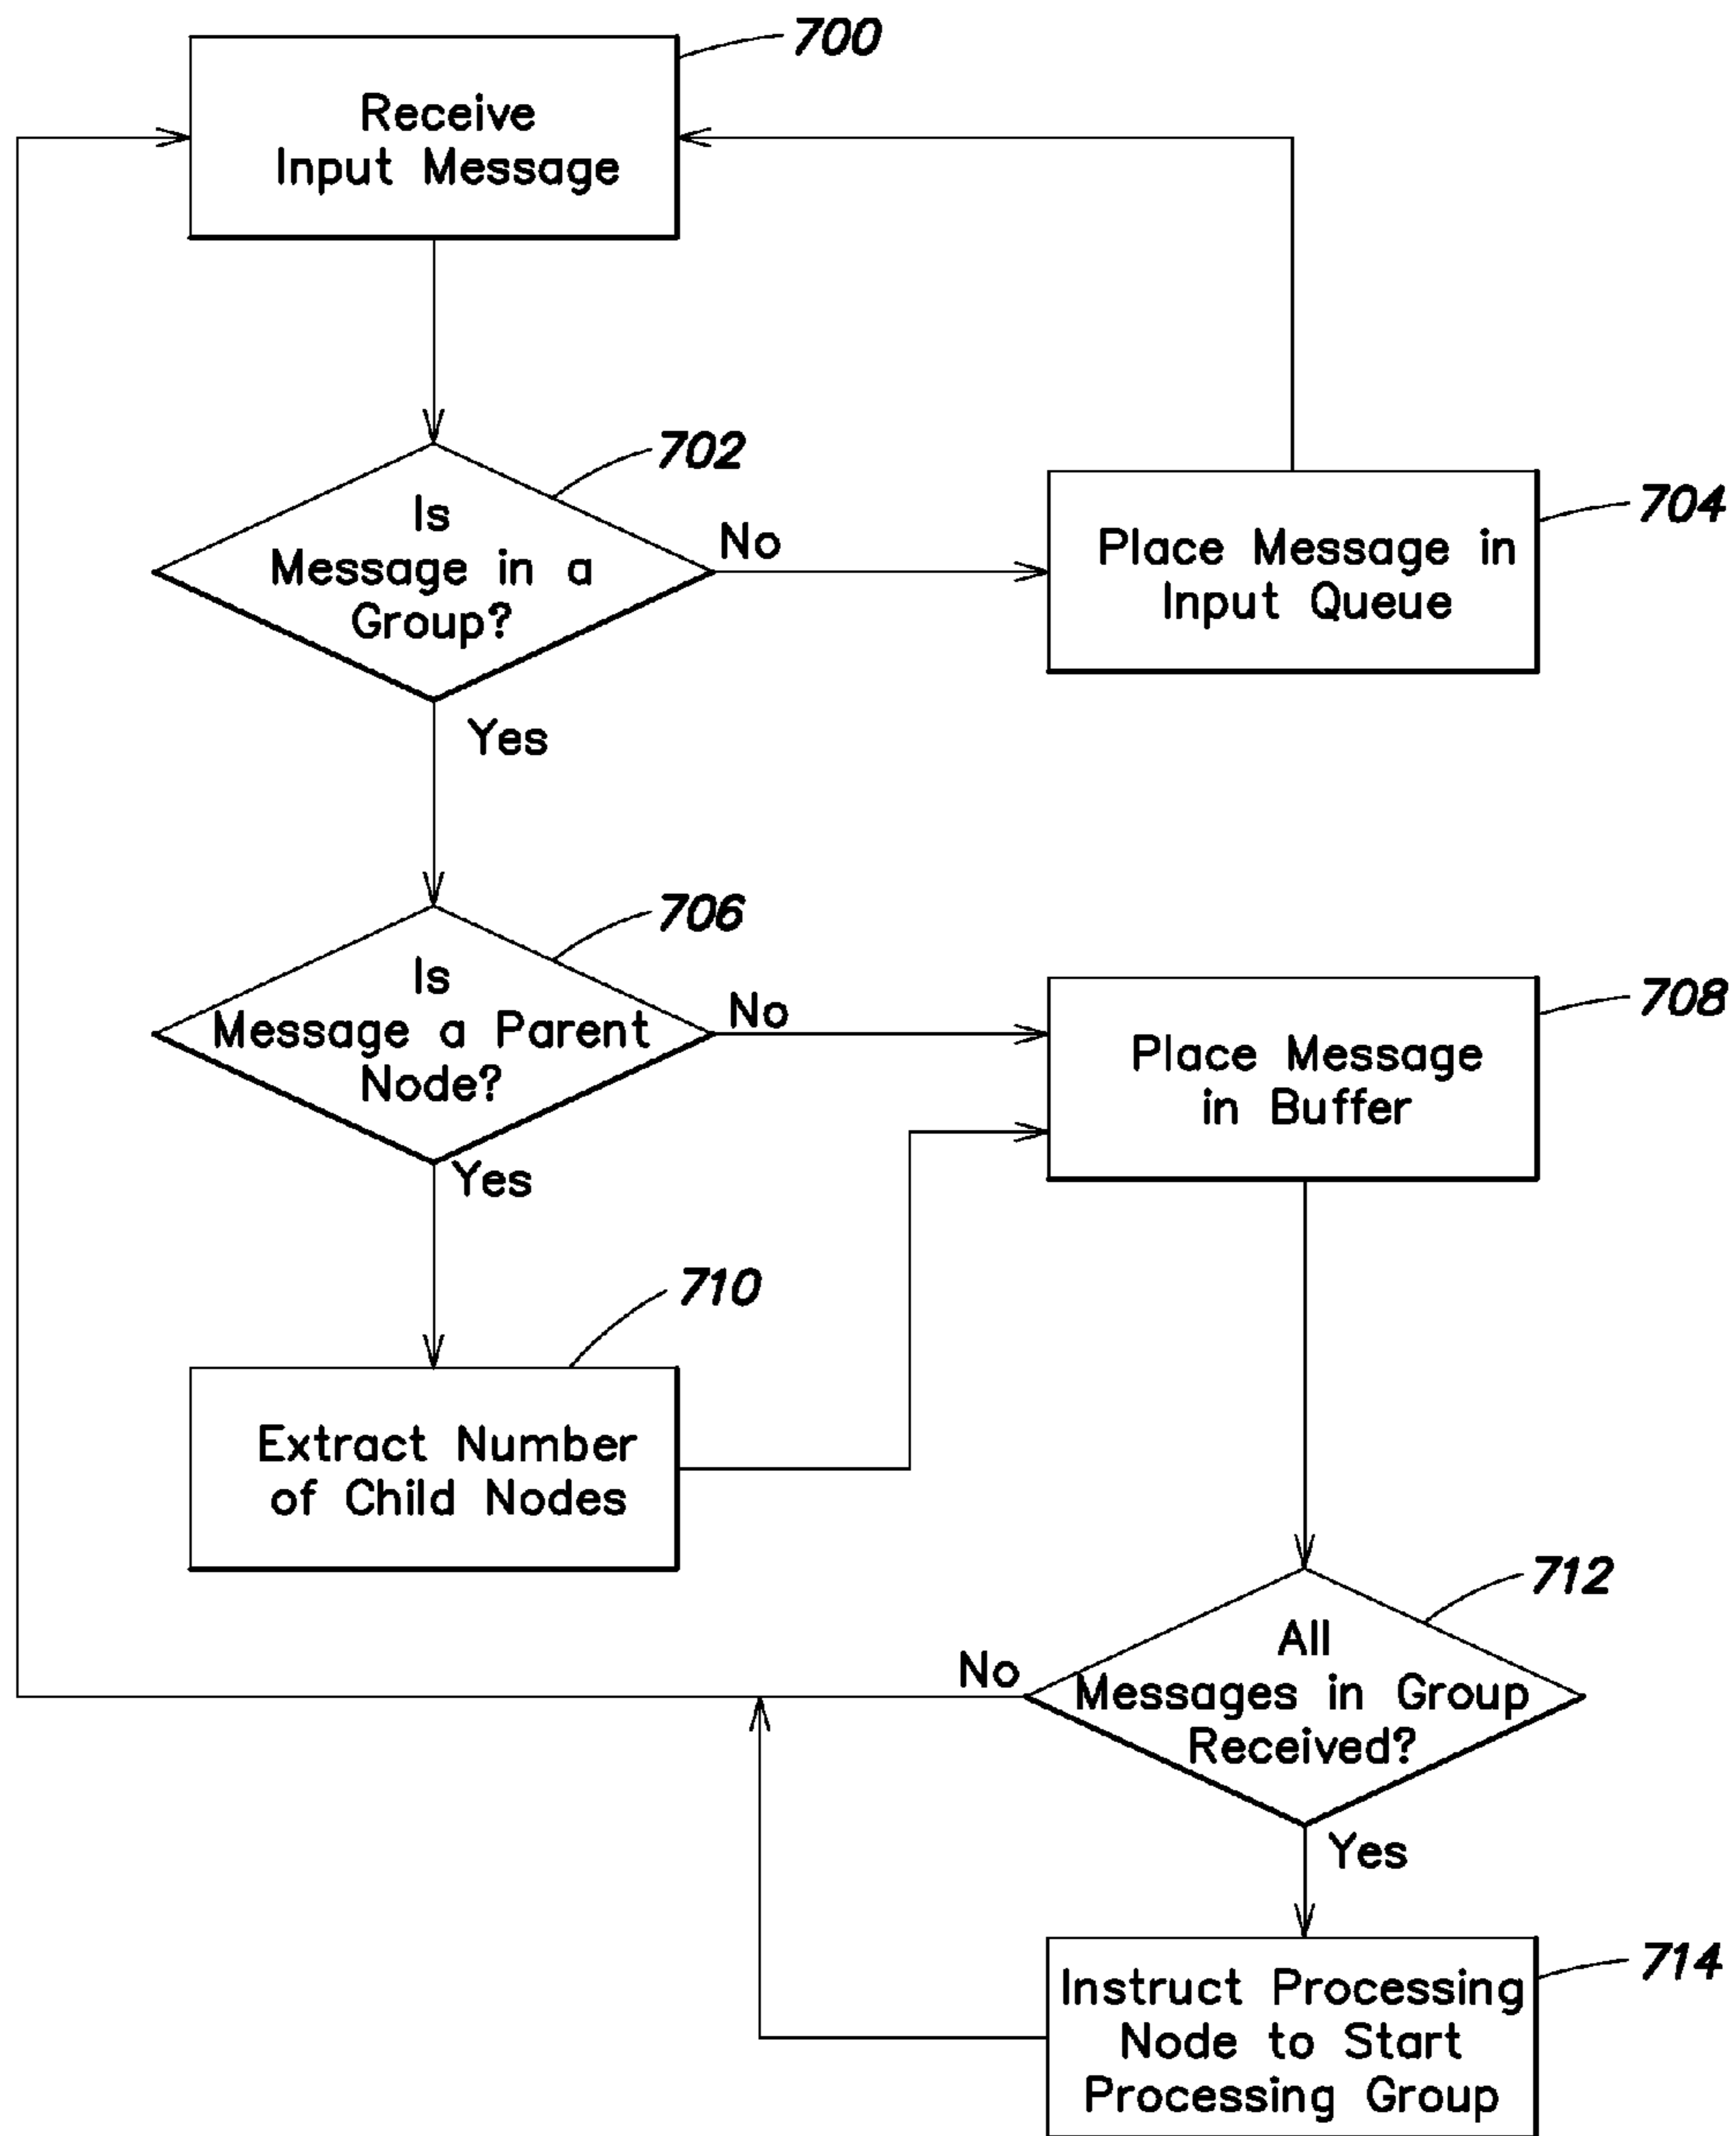 700
Receive
Input Message
702
Is
Message in a
Group?
No
704
Place Message in
Input Queue
Yes
706
Is
Message a Parent
Node?
No
708
Place Message
in Buffer
Yes
710
Extract Number
of Child Nodes
712
All
Messages in Group
Received?
No
Yes
714
Instruct Processing
Node to Start
Processing Group